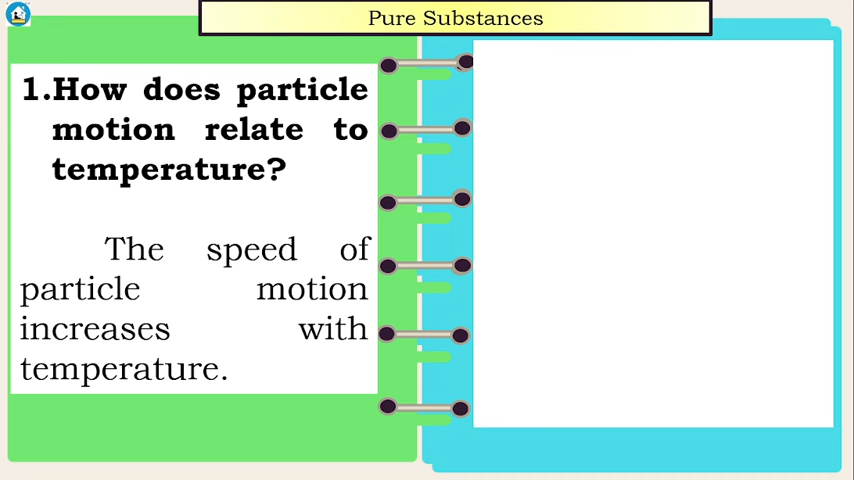 Pure Substances
1.How does particle
motion relate to
temperature?
The speed of
particle motion
increases with
temperature.